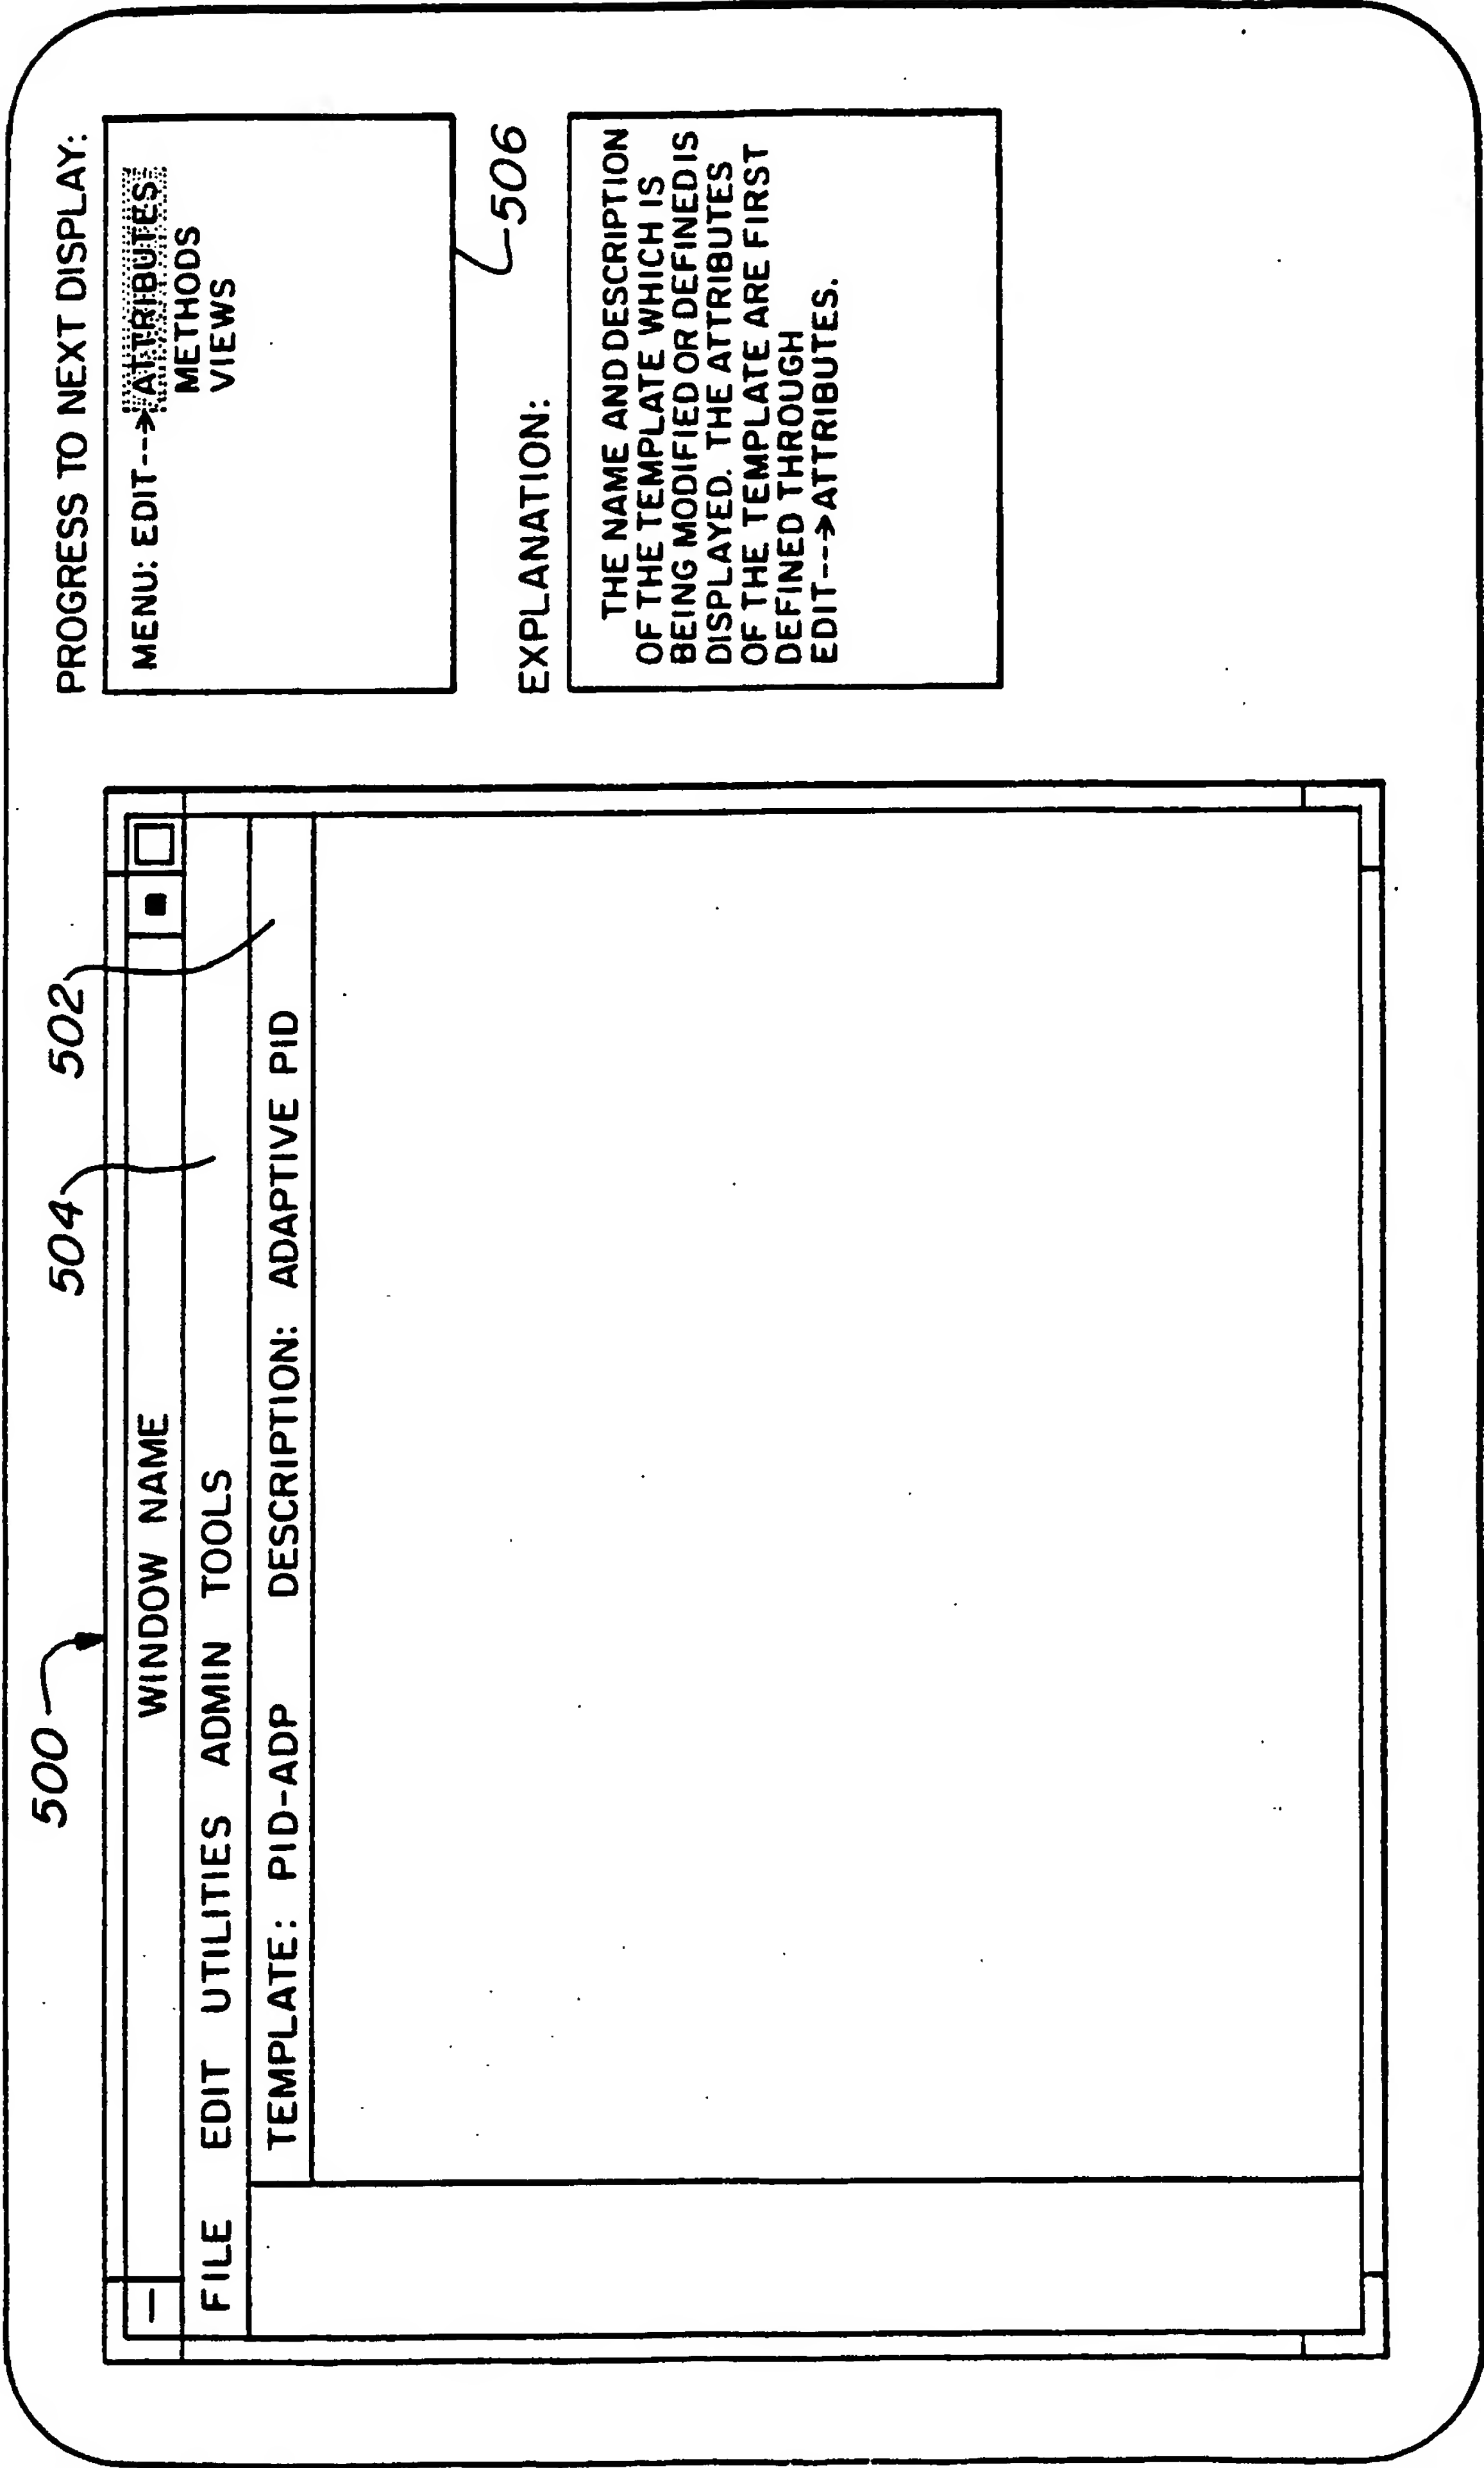 500
504
502
WINDOW NAME
FILE EDIT UTILITIES ADMIN TOOLS
TEMPLATE: PID-ADP DESCRIPTION: ADAPTIVE PID
PROGRESS TO NEXT DISPLAY:
MENU: EDIT--->ATTRIBUTES
METHODS
VIEWS
506
EXPLANATION:
THE NAME AND DESCRIPTION
OF THE TEMPLATE WHICH IS
BEING MODIFIED OR DEFINED IS
DISPLAYED. THE ATTRIBUTES
OF THE TEMPLATE ARE FIRST
DEFINED THROUGH
EDIT--->ATTRIBUTES.